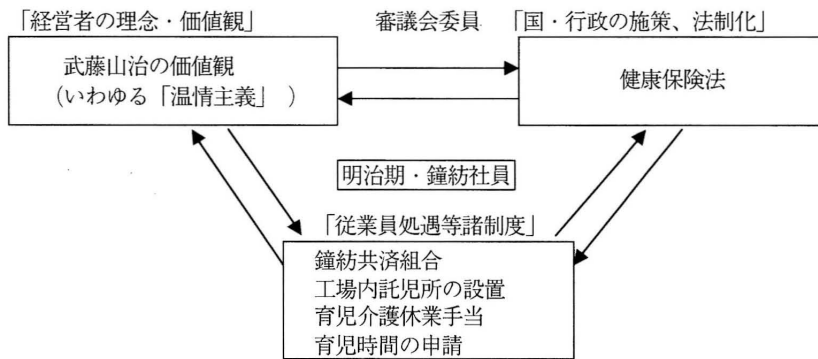 「経営者の理念・価値観」 審議会委員 「国・行政の施策、法制化」
武藤山治の価値観
(いわゆる「温情主義」 )
健康保険法
明治期・鐘紡社員
「従業員処遇等諸制度」
鐘紡共済組合
工場内託児所の設置
育児介護休業手当
育児時間の申請